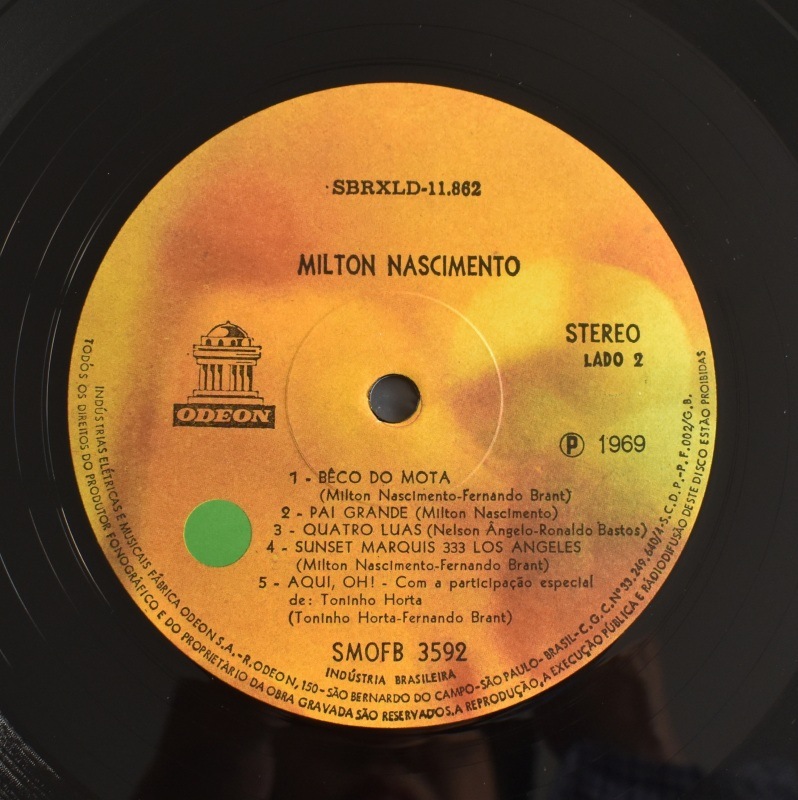 SBRXLD-11.862
MILTON NASCIMENTO
STEREO
LADO 2
ODEON
℗ 1969
1 - BÊCO DO MOTA
(Milton Nascimento-Fernando Brant)
2 - PAI GRANDE (Milton Nascimento)
3 - QUATRO LUAS (Nelson Ângelo-Ronaldo Bastos)
4 - SUNSET MARQUIS 333 LOS ANGELES
(Milton Nascimento-Fernando Brant)
5 - AQUI, OH! - Com a participação especial
de: Toninho Horta
(Toninho Horta-Fernando Brant)
SMOFB 3592
INDÚSTRIA BRASILEIRA
INDÚSTRIAS ELÉTRICAS E MUSICAIS FÁBRICA ODEON S.A.-R.ODEON, 150-SÃO BERNARDO DO CAMPO-SÃO PAULO-BRASIL-C.G.C.Nº33.249.640/1-S.C.D.P.-P.F.002/G.B.
TODOS OS DIREITOS DO PRODUTOR FONOGRÁFICO E DO PROPRIETÁRIO DA OBRA GRAVADA SÃO RESERVADOS, A REPRODUÇÃO, A EXECUÇÃO PÚBLICA E RÁDIODIFUSÃO DESTE DISCO ESTÃO PROIBIDAS